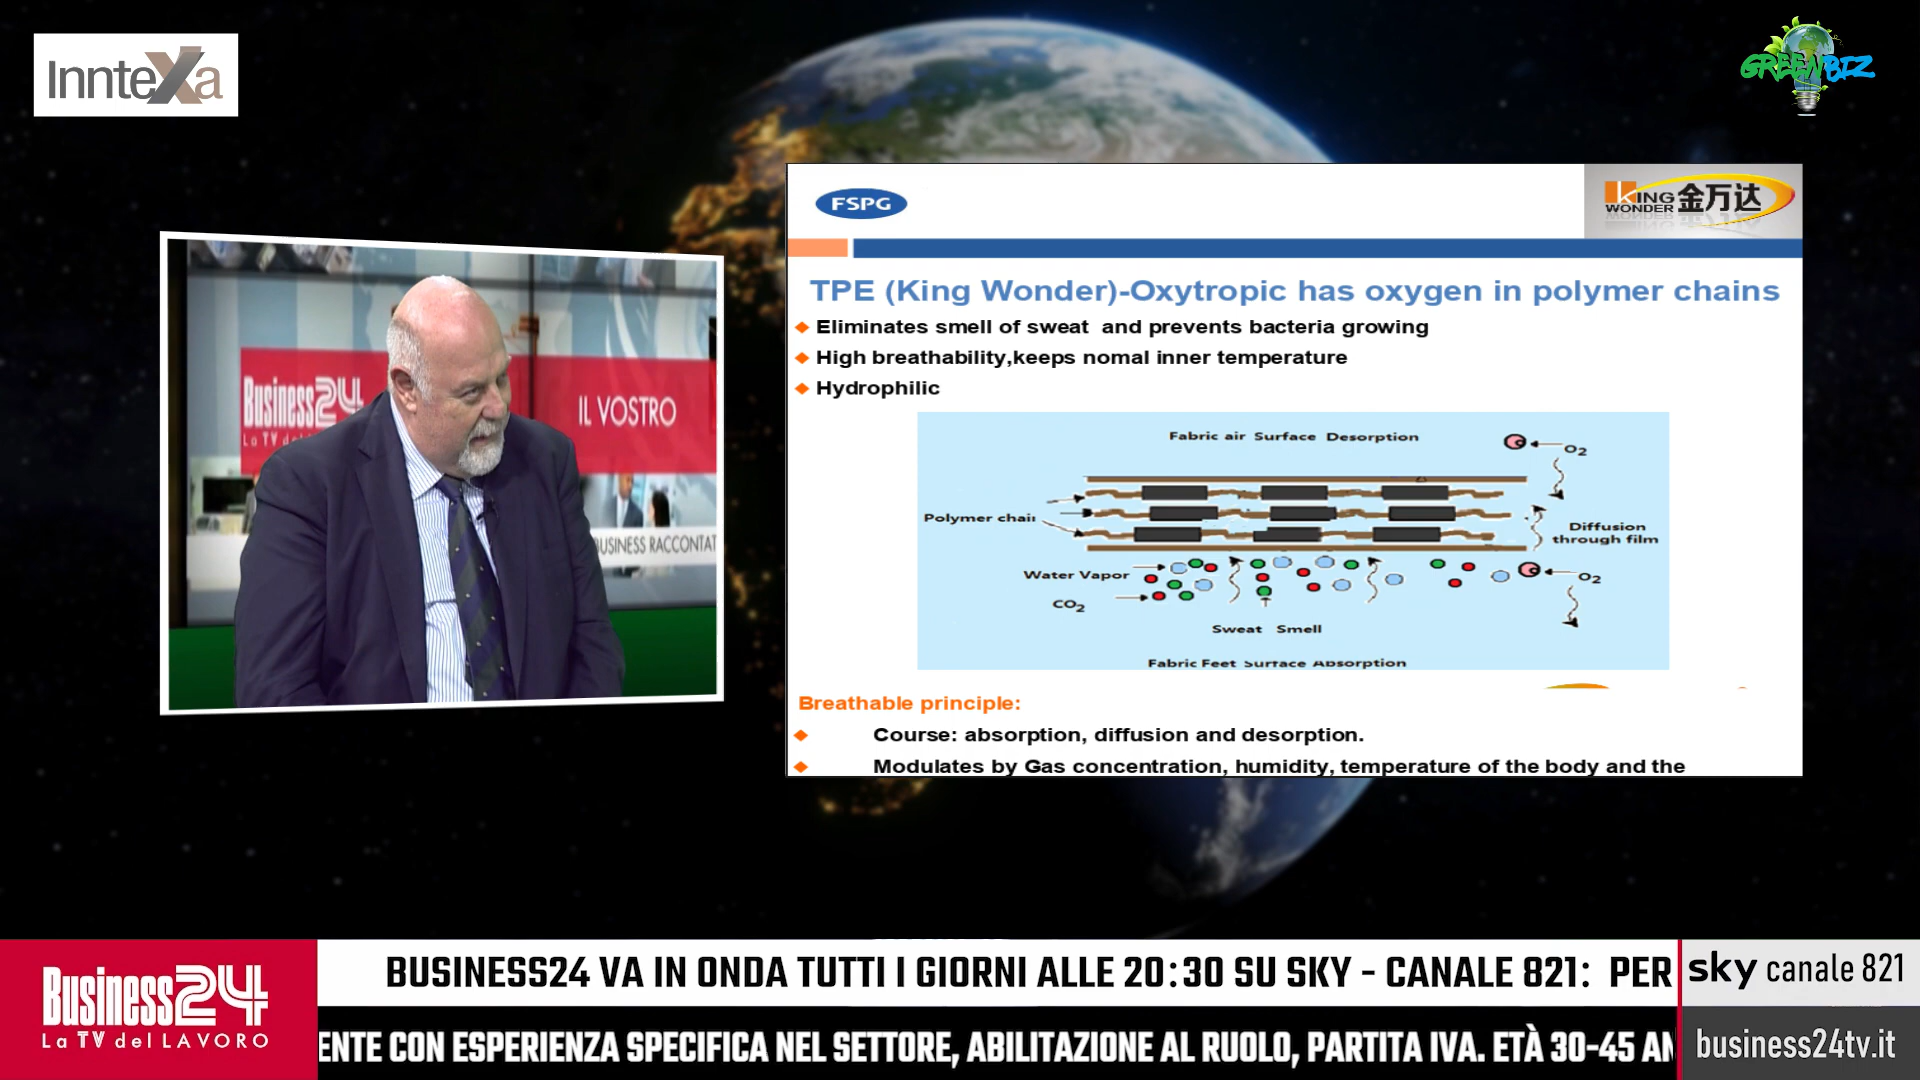 InnteXa
GREENBIZ
FSPG
KING
WONDER
金万达
TPE (King Wonder)-Oxytropic has oxygen in polymer chains
Eliminates smell of sweat and prevents bacteria growing
High breathability,keeps nomal inner temperature
Hydrophilic
Fabric air Surface Desorption
O2
Polymer chain
Diffusion
through film
Water Vapor
O2
CO2
Sweat Smell
Fabric Feet Surface Absorption
Breathable principle:
Course: absorption, diffusion and desorption.
Modulates by Gas concentration, humidity, temperature of the body and the
Business24
La TV del
IL VOSTRO
BUSINESS RACCONTAT
BUSINESS24 VA IN ONDA TUTTI I GIORNI ALLE 20:30 SU SKY - CANALE 821: PER
sky canale 821
Business24
La TV del LAVORO
ENTE CON ESPERIENZA SPECIFICA NEL SETTORE, ABILITAZIONE AL RUOLO, PARTITA IVA. ETÀ 30-45 AN
business24tv.it